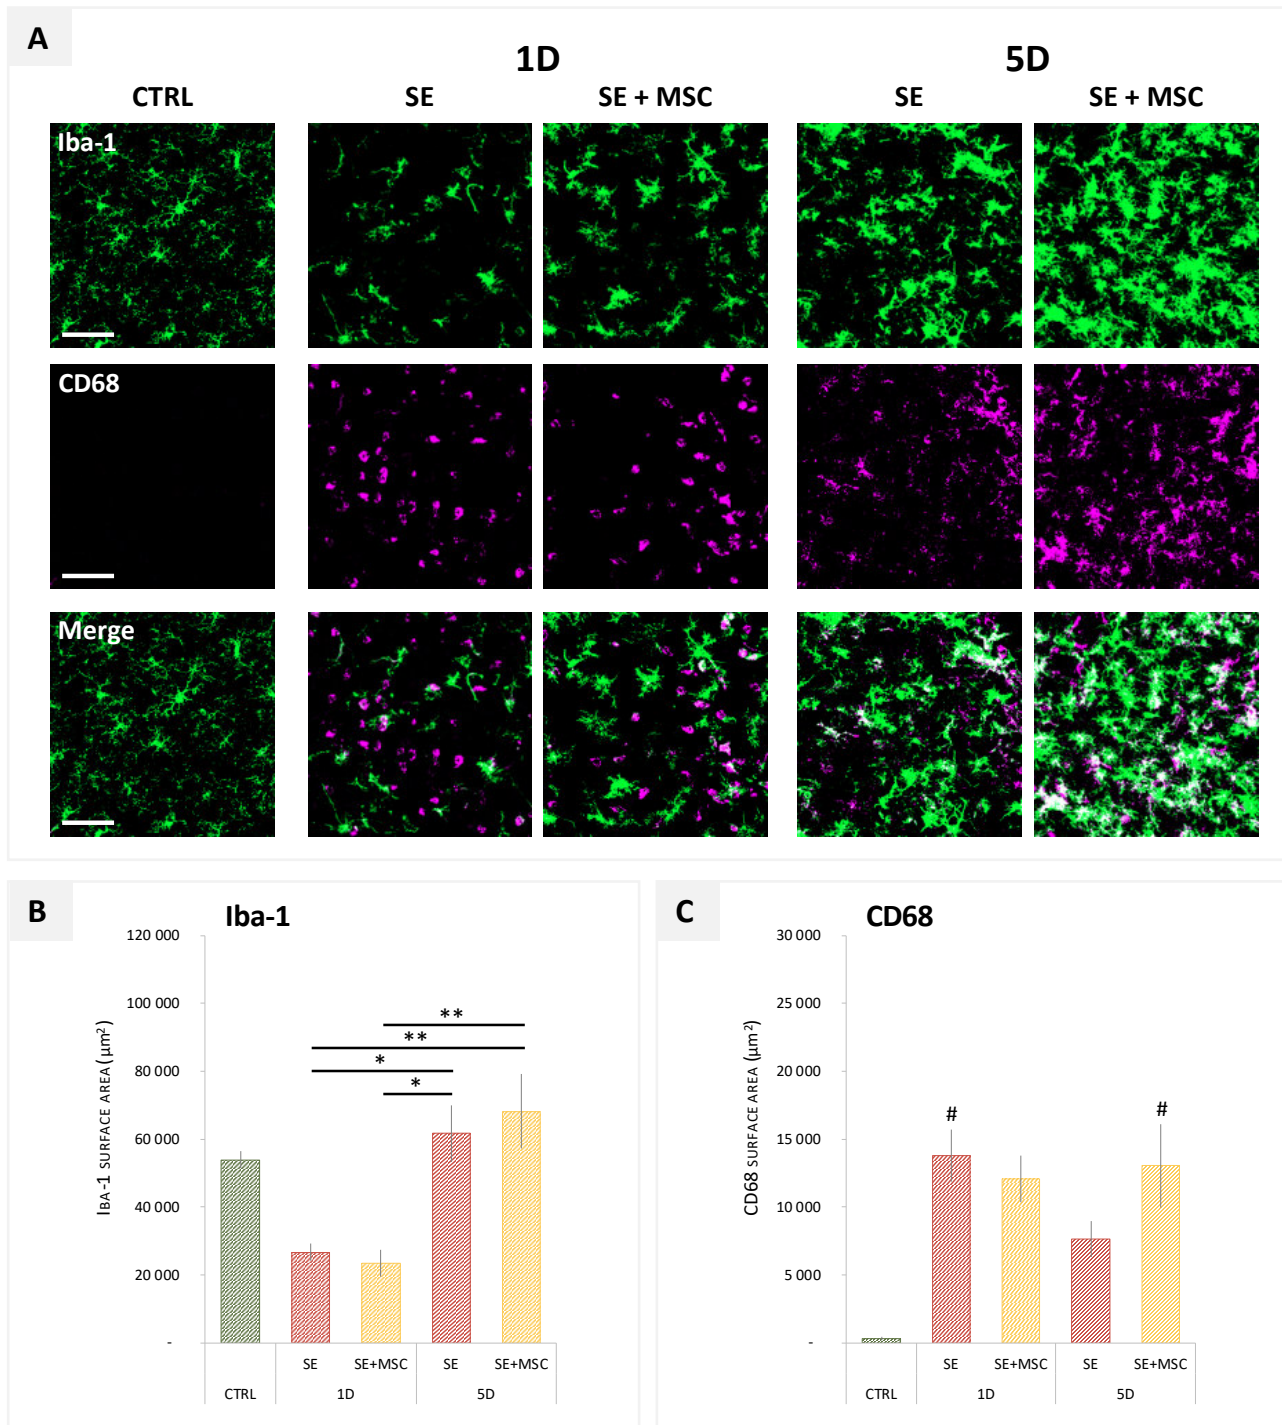 A
1D
5D
CTRL
SE
SE + MSC
SE
SE + MSC
Iba-1
CD68
Merge
B
Iba-1
120 000
100 000
80 000
60 000
40 000
20 000
-
IBA-1 SURFACE AREA (µm²)
**
**
*
*
SE
SE+MSC
SE
SE+MSC
CTRL
1D
5D
C
CD68
30 000
25 000
20 000
15 000
10 000
5 000
-
CD68 SURFACE AREA (µm²)
#
#
SE
SE+MSC
SE
SE+MSC
CTRL
1D
5D